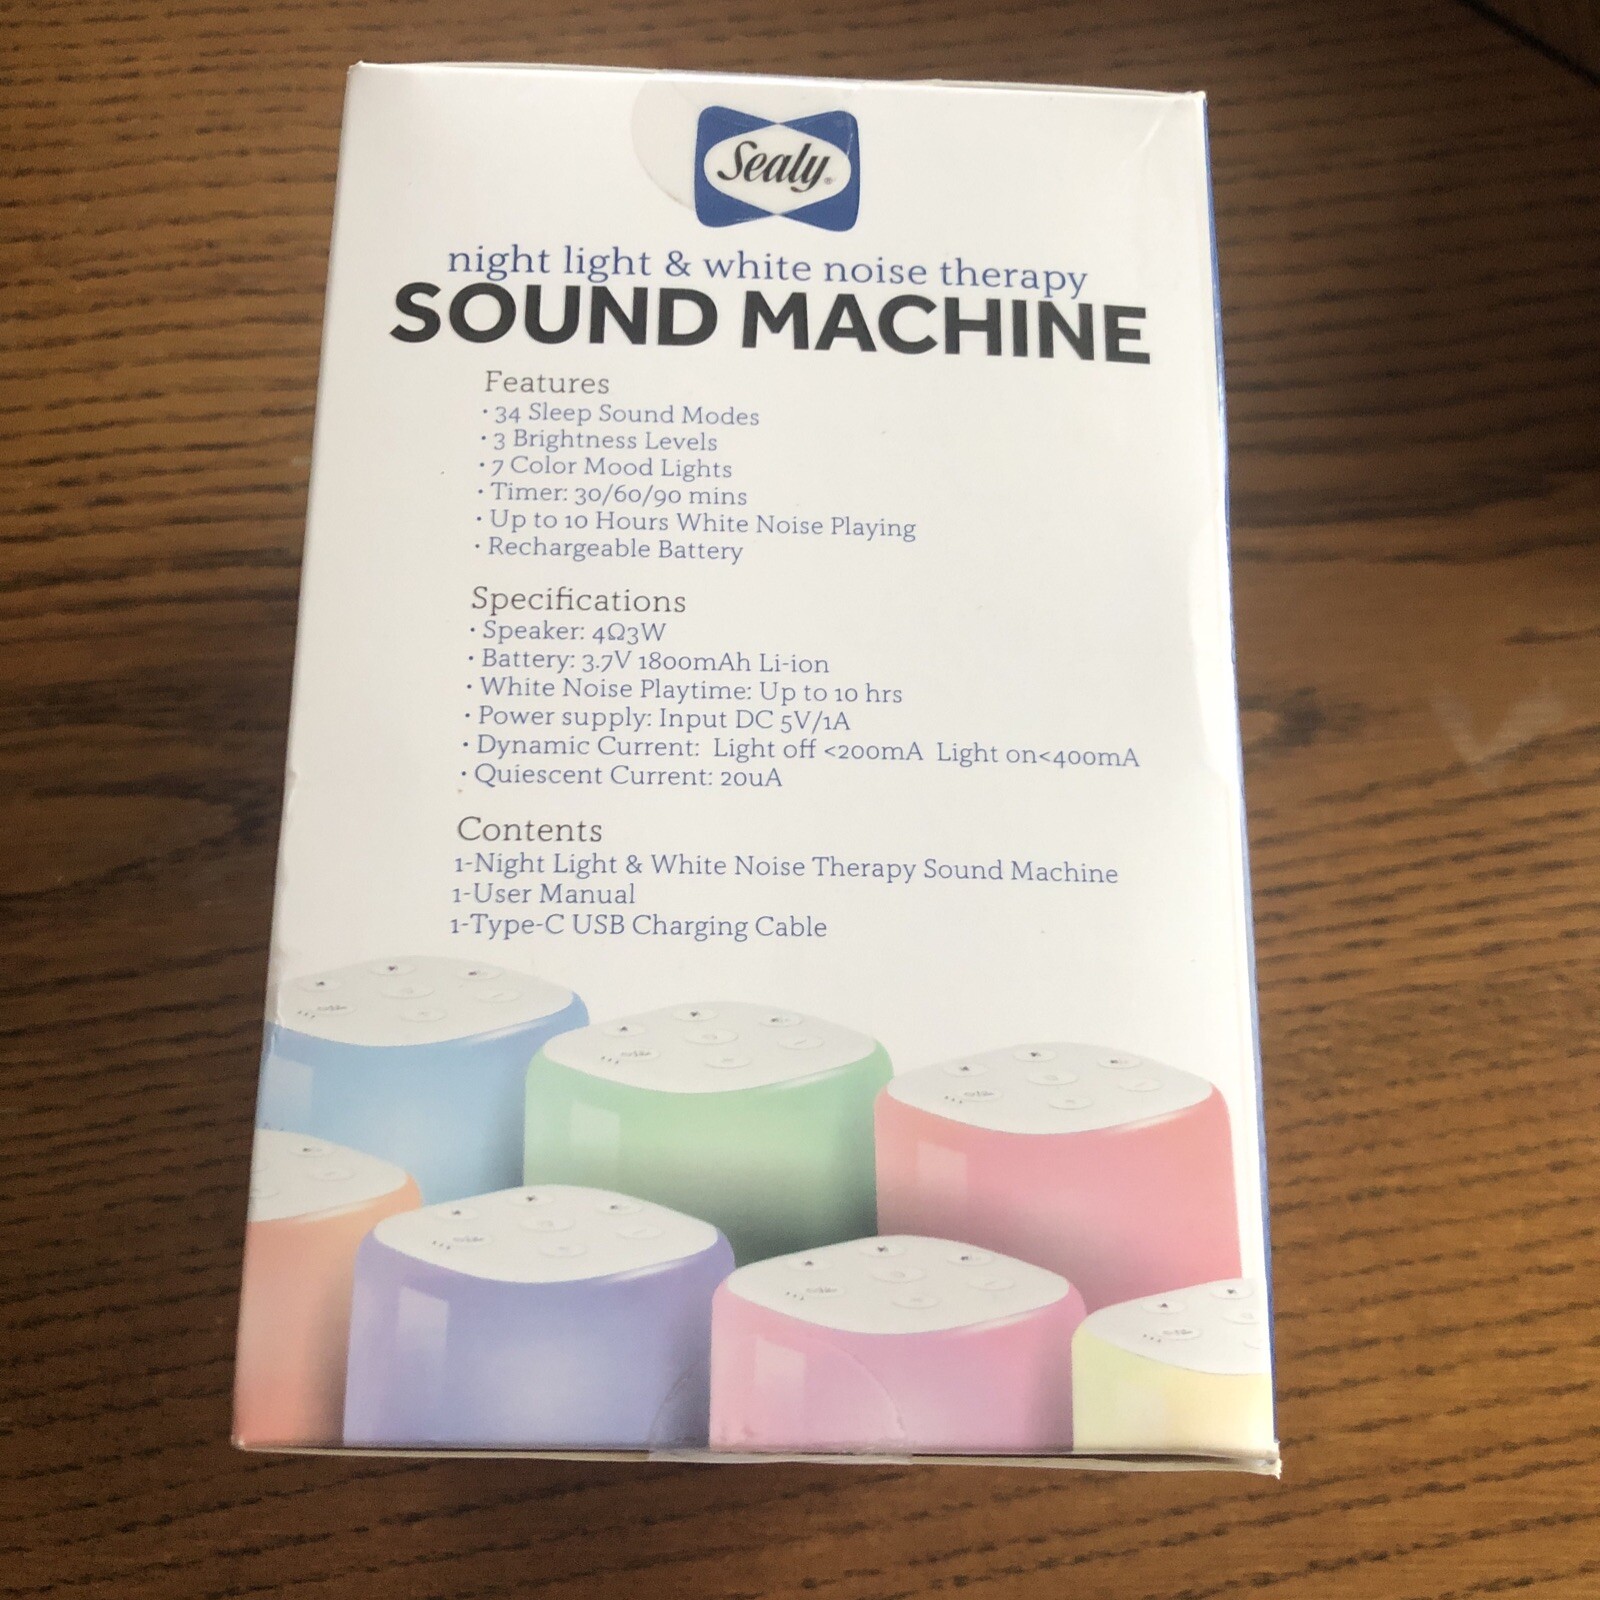 Sealy®
night light & white noise therapy
SOUND MACHINE
Features
· 34 Sleep Sound Modes
· 3 Brightness Levels
· 7 Color Mood Lights
· Timer: 30/60/90 mins
· Up to 10 Hours White Noise Playing
· Rechargeable Battery
Specifications
· Speaker: 4Ω3W
· Battery: 3.7V 1800mAh Li-ion
· White Noise Playtime: Up to 10 hrs
· Power supply: Input DC 5V/1A
· Dynamic Current: Light off <200mA Light on<400mA
· Quiescent Current: 20uA
Contents
1-Night Light & White Noise Therapy Sound Machine
1-User Manual
1-Type-C USB Charging Cable